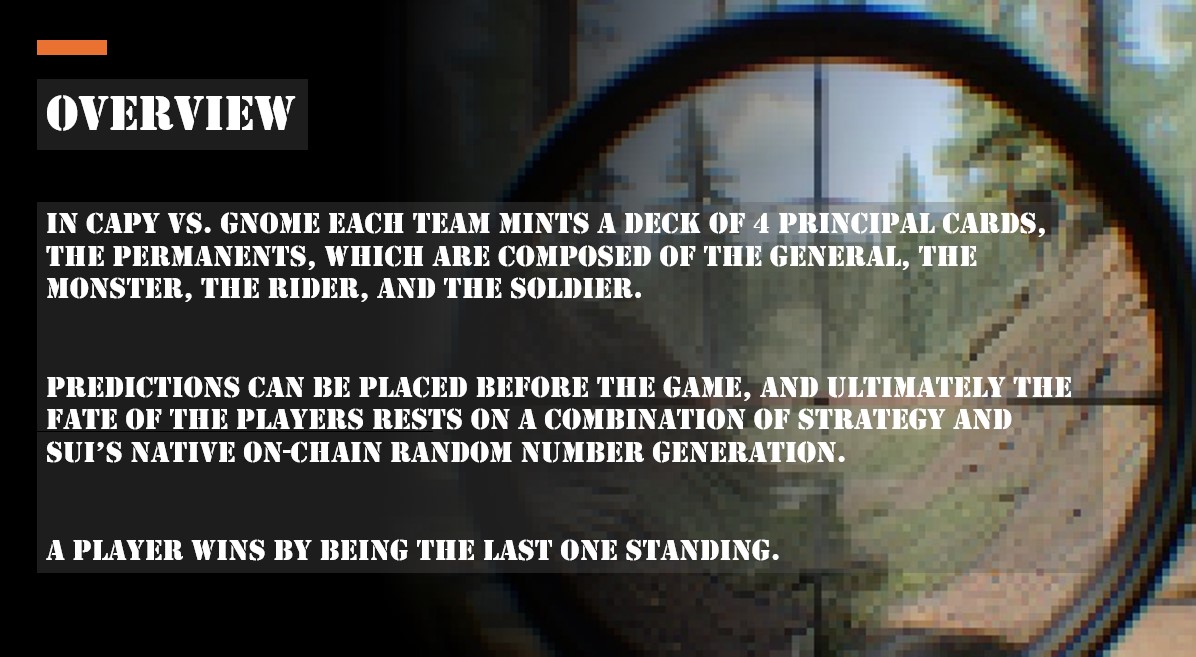 OVERVIEW
IN CAPY VS. GNOME EACH TEAM MINTS A DECK OF 4 PRINCIPAL CARDS,
THE PERMANENTS, WHICH ARE COMPOSED OF THE GENERAL, THE
MONSTER, THE RIDER, AND THE SOLDIER.
PREDICTIONS CAN BE PLACED BEFORE THE GAME, AND ULTIMATELY THE
FATE OF THE PLAYERS RESTS ON A COMBINATION OF STRATEGY AND
SUI’S NATIVE ON-CHAIN RANDOM NUMBER GENERATION.
A PLAYER WINS BY BEING THE LAST ONE STANDING.